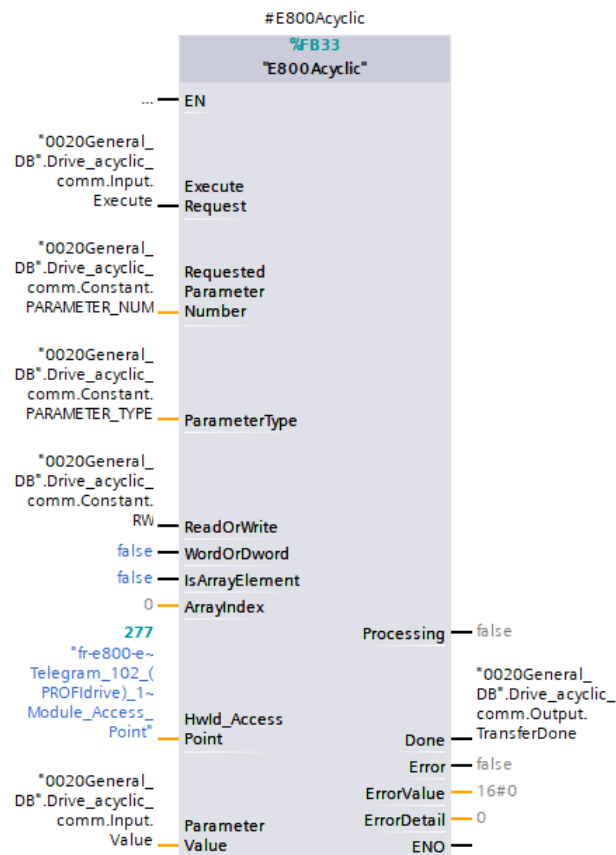 #E800Acyclic
%FB33
"E800Acyclic"
... EN
"0020General_
DB".Drive_acyclic_
comm.Input.
Execute
Execute
Request
"0020General_
DB".Drive_acyclic_
comm.Constant.
PARAMETER_NUM
Requested
Parameter
Number
"0020General_
DB".Drive_acyclic_
comm.Constant.
PARAMETER_TYPE
ParameterType
"0020General_
DB".Drive_acyclic_
comm.Constant.
RW
ReadOrWrite
false WordOrDword
false IsArrayElement
0 ArrayIndex
277
"fr-e800-e~
Telegram_102_(
PROFIdrive)_1~
Module_Access_
Point"
HwId_Access
Point
"0020General_
DB".Drive_acyclic_
comm.Input.
Value
Parameter
Value
Processing false
"0020General_
DB".Drive_acyclic_
comm.Output.
TransferDone
Done
Error false
ErrorValue 16#0
ErrorDetail 0
ENO